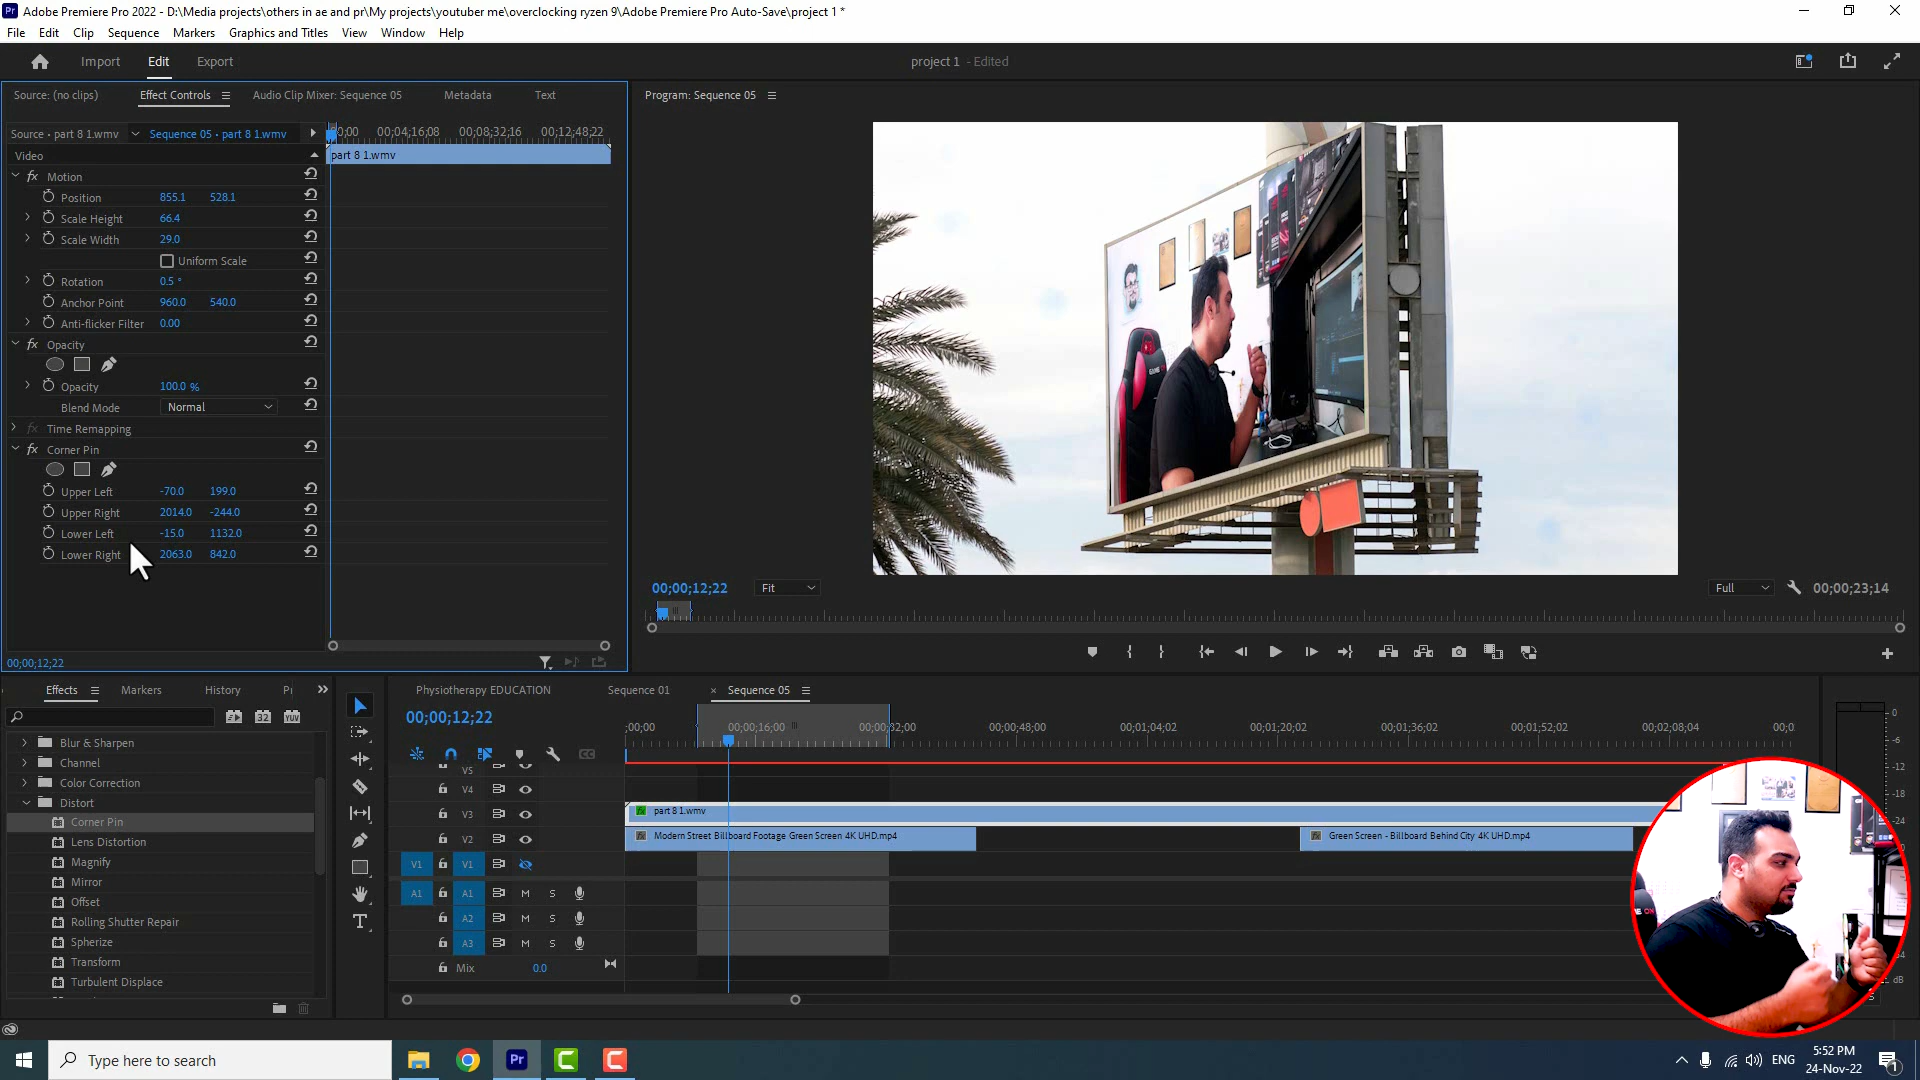 Adobe Premiere Pro 2022 - D:\Media projects\others in ae and pr\My projects\youtuber me\overclocking ryzen 9\Adobe Premiere Pro Auto-Save\project 1 *
File Edit Clip Sequence Markers Graphics and Titles View Window Help
Import Edit Export
project 1 - Edited
Source: (no clips) Effect Controls Audio Clip Mixer: Sequence 05 Metadata Text
Program: Sequence 05
Source • part 8 1.wmv Sequence 05 • part 8 1.wmv
00;04;16;08 00;08;32;16 00;12;48;22
Video
part 8 1.wmv
fx Motion
Position 855.1 528.1
Scale Height 66.4
Scale Width 29.0
Uniform Scale
Rotation 0.5 °
Anchor Point 960.0 540.0
Anti-flicker Filter 0.00
fx Opacity
Opacity 100.0 %
Blend Mode Normal
fx Time Remapping
fx Corner Pin
Upper Left -70.0 199.0
Upper Right 2014.0 -244.0
Lower Left -15.0 1132.0
Lower Right 2063.0 842.0
00;00;12;22
00;00;12;22 Fit Full 00;00;23;14
Effects Markers History
32 YUV
Blur & Sharpen
Channel
Color Correction
Distort
Corner Pin
Lens Distortion
Magnify
Mirror
Offset
Rolling Shutter Repair
Spherize
Transform
Turbulent Displace
Physiotherapy EDUCATION Sequence 01 × Sequence 05
00;00;12;22
:00;00 00;00;16;00 00;00;32;00 00;00;48;00 00;01;04;02 00;01;20;02 00;01;36;02 00;01;52;02 00;02;08;04
V5
V4
V3 part 8 1.wmv
V2 Modern Street Billboard Footage Green Screen 4K UHD.mp4 Green Screen - Billboard Behind City 4K UHD.mp4
V1 V1
A1 A1 M S
A2 M S
A3 M S
Mix 0.0
0
-6
-12
-18
-24
dB
Type here to search
Pr
ENG
5:52 PM
24-Nov-22
1